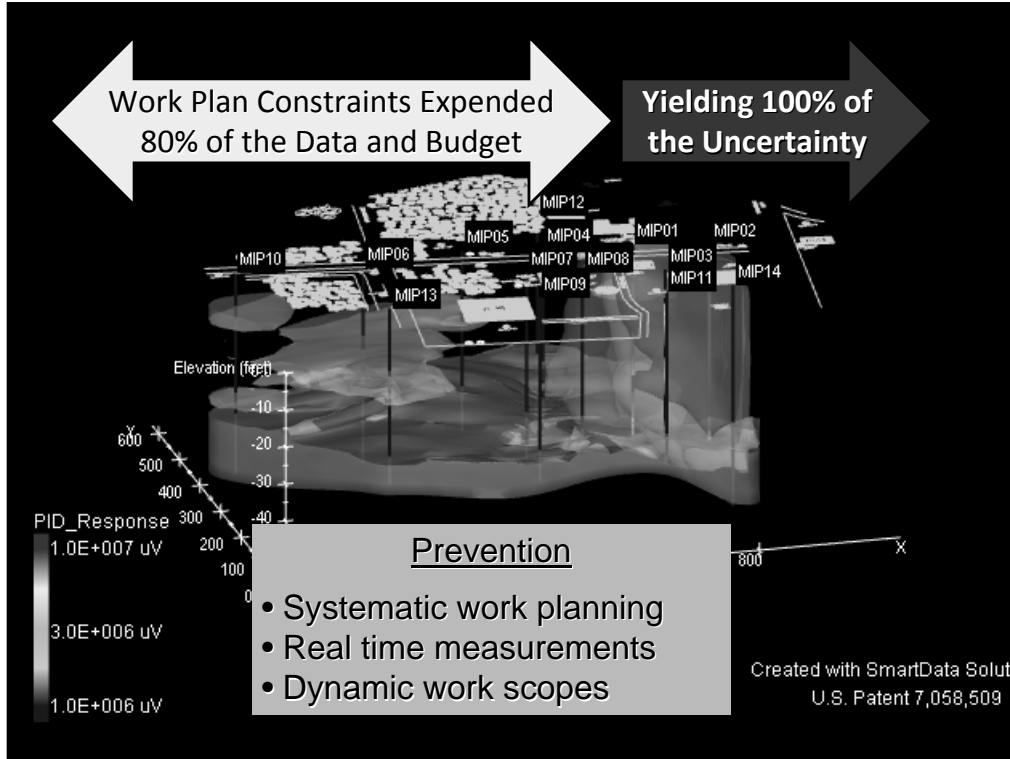 Work Plan Constraints Expended
80% of the Data and Budget
Yielding 100% of
the Uncertainty
MIP12
MIP05
MIP04
MIP01
MIP02
MIP10
MIP06
MIP07
MIP08
MIP03
MIP09
MIP11
MIP14
MIP13
Elevation (feet)
0.0
-10
-20
-30
-40
Y
600
500
400
300
200
100
0
800
X
PID_Response
1.0E+007 uV
3.0E+006 uV
1.0E+006 uV
Prevention
• Systematic work planning
• Real time measurements
• Dynamic work scopes
Created with SmartData Solut
U.S. Patent 7,058,509